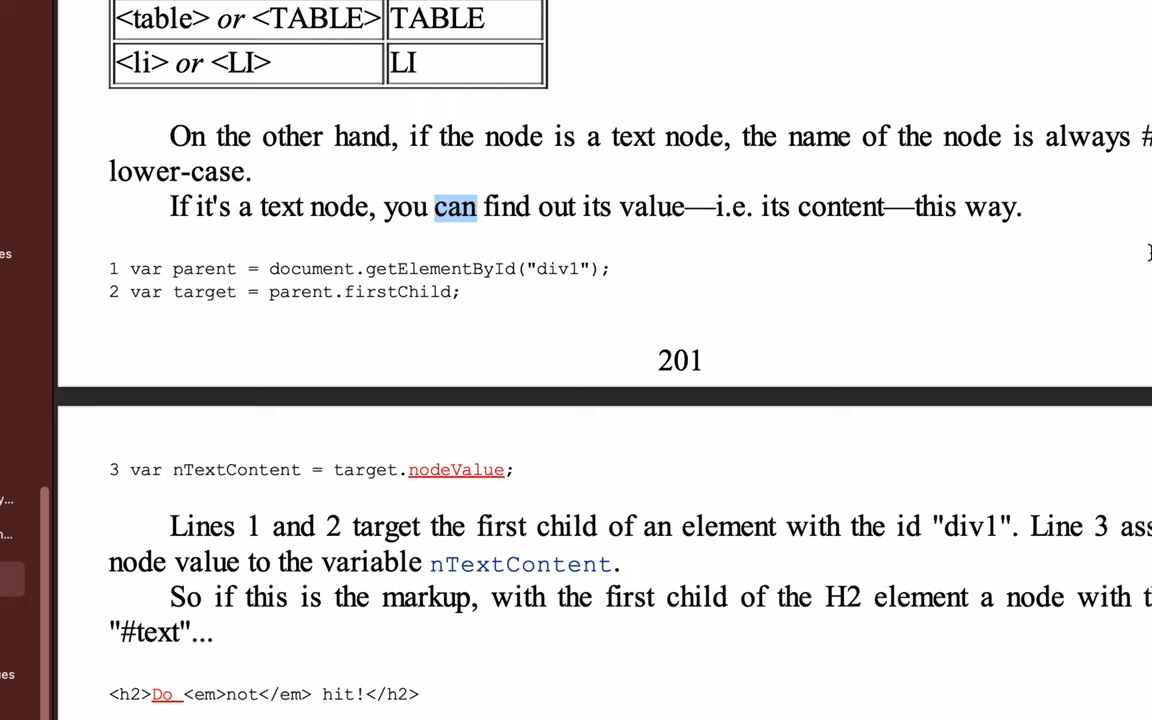 <table> or <TABLE> TABLE
<li> or <LI> LI
On the other hand, if the node is a text node, the name of the node is always #
lower-case.
If it's a text node, you can find out its value—i.e. its content—this way.
es
}
1 var parent = document.getElementById("div1");
2 var target = parent.firstChild;
201
3 var nTextContent = target.nodeValue;
y...
Lines 1 and 2 target the first child of an element with the id "div1". Line 3 ass
n...
node value to the variable nTextContent.
So if this is the markup, with the first child of the H2 element a node with t
"#text"...
ues
<h2>Do <em>not</em> hit!</h2>